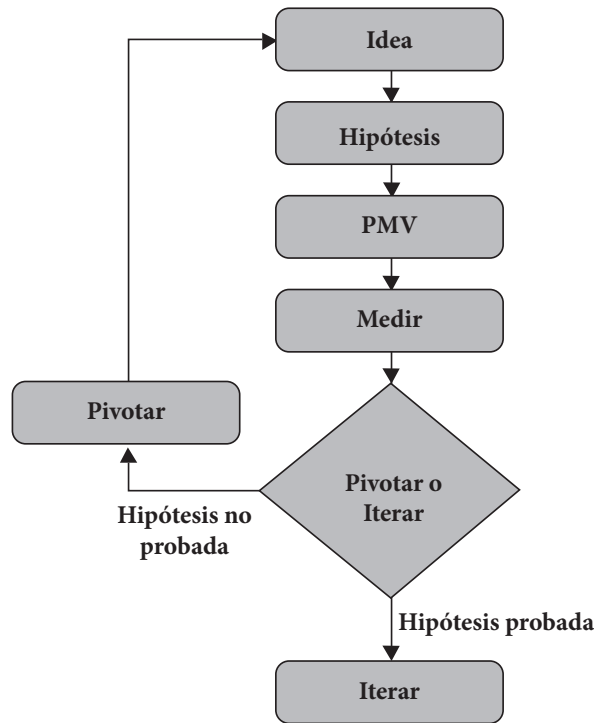 Idea
Hipótesis
PMV
Medir
Pivotar
Pivotar o
Iterar
Hipótesis no
probada
Hipótesis probada
Iterar